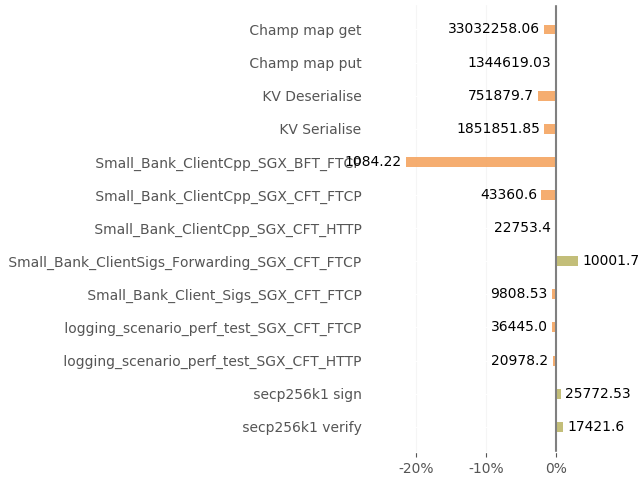 Champ map get 33032258.06
Champ map put 1344619.03
KV Deserialise 751879.7
KV Serialise 1851851.85
Small_Bank_ClientCpp_SGX_BFT_FTCP 1084.22
Small_Bank_ClientCpp_SGX_CFT_FTCP 43360.6
Small_Bank_ClientCpp_SGX_CFT_HTTP 22753.4
Small_Bank_ClientSigs_Forwarding_SGX_CFT_FTCP 10001.7
Small_Bank_Client_Sigs_SGX_CFT_FTCP 9808.53
logging_scenario_perf_test_SGX_CFT_FTCP 36445.0
logging_scenario_perf_test_SGX_CFT_HTTP 20978.2
secp256k1 sign 25772.53
secp256k1 verify 17421.6
-20% -10% 0%